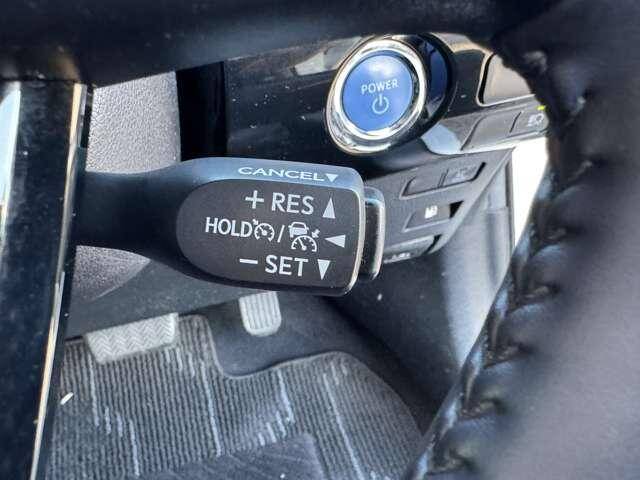 POWER
CANCEL▼
+ RES ▲
HOLD / ◀
− SET ▼